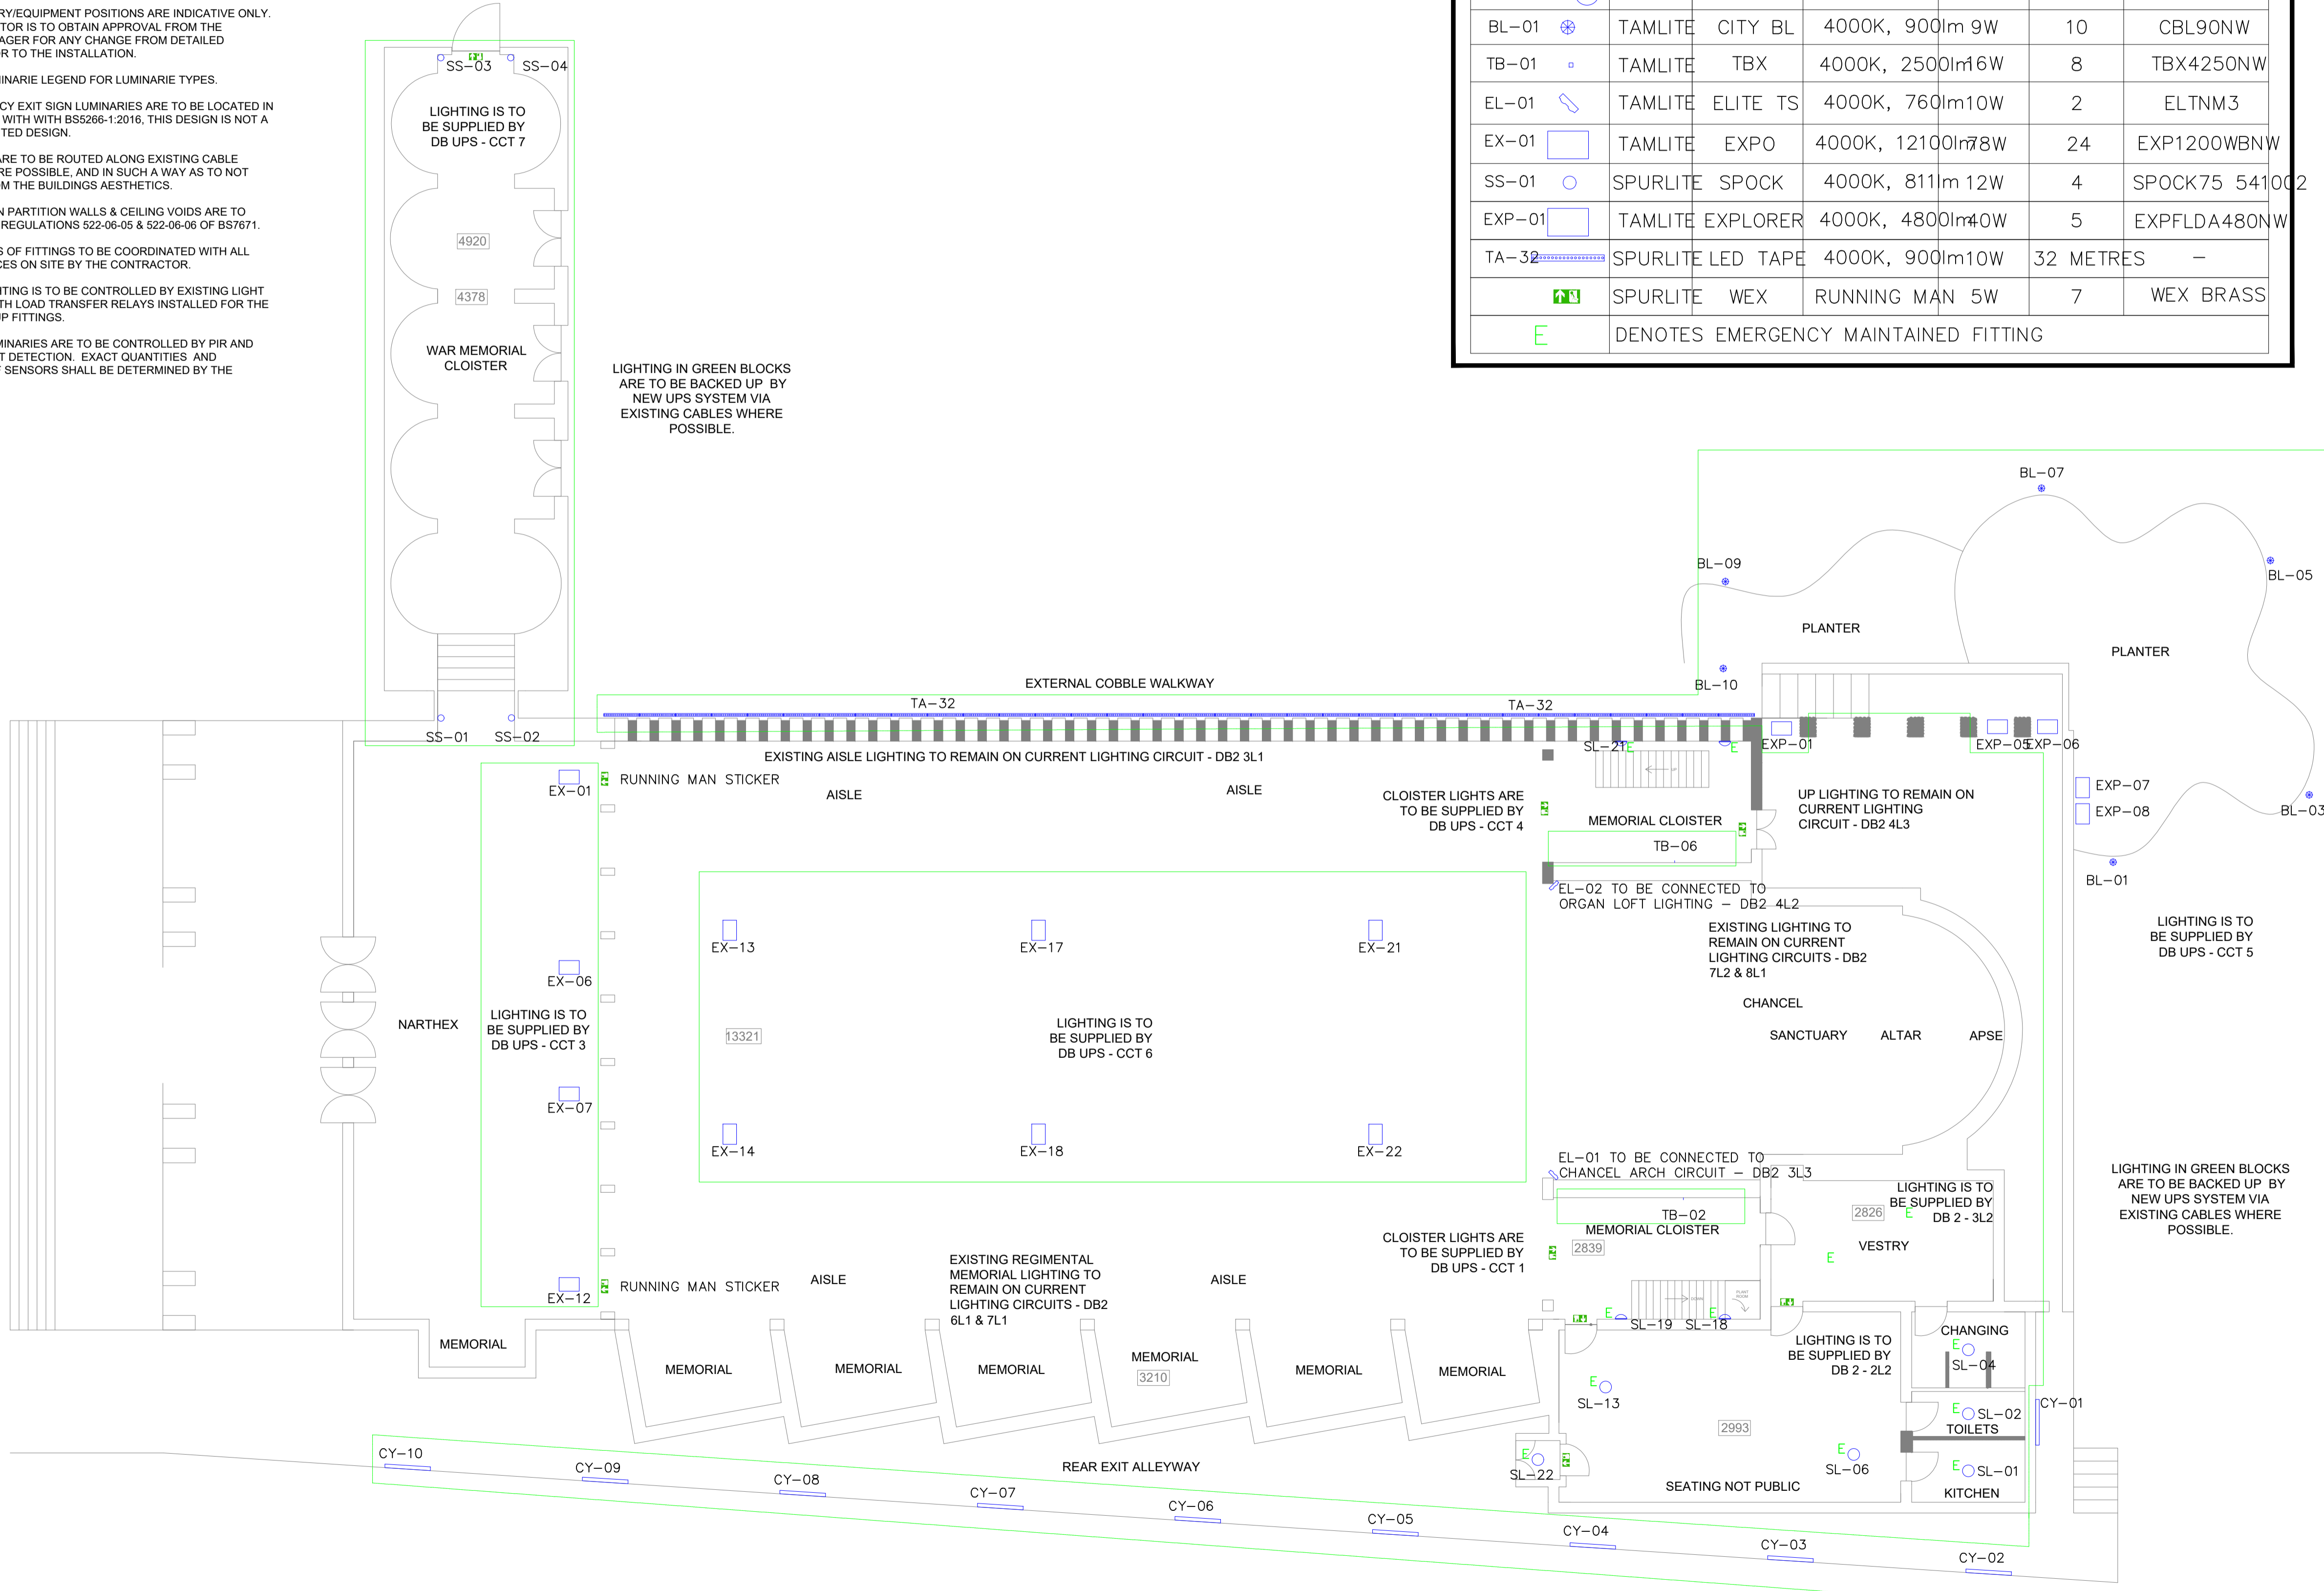 RY/EQUIPMENT POSITIONS ARE INDICATIVE ONLY.
TOR IS TO OBTAIN APPROVAL FROM THE
AGER FOR ANY CHANGE FROM DETAILED
R TO THE INSTALLATION.
INARIE LEGEND FOR LUMINARIE TYPES.
CY EXIT SIGN LUMINARIES ARE TO BE LOCATED IN
WITH WITH BS5266-1:2016, THIS DESIGN IS NOT A
TED DESIGN.
ARE TO BE ROUTED ALONG EXISTING CABLE
RE POSSIBLE, AND IN SUCH A WAY AS TO NOT
OM THE BUILDINGS AESTHETICS.
N PARTITION WALLS & CEILING VOIDS ARE TO
REGULATIONS 522-06-05 & 522-06-06 OF BS7671.
S OF FITTINGS TO BE COORDINATED WITH ALL
CES ON SITE BY THE CONTRACTOR.
HTING IS TO BE CONTROLLED BY EXISTING LIGHT
TH LOAD TRANSFER RELAYS INSTALLED FOR THE
UP FITTINGS.
MINARIES ARE TO BE CONTROLLED BY PIR AND
T DETECTION. EXACT QUANTITIES AND
F SENSORS SHALL BE DETERMINED BY THE
BL-01 TAMLITE CITY BL 4000K, 900lm 9W 10 CBL90NW
TB-01 TAMLITE TBX 4000K, 2500lm 16W 8 TBX4250NW
EL-01 TAMLITE ELITE TS 4000K, 760lm 10W 2 ELTNM3
EX-01 TAMLITE EXPO 4000K, 12100lm 78W 24 EXP1200WBNW
SS-01 SPURLITE SPOCK 4000K, 811lm 12W 4 SPOCK75 541002
EXP-01 TAMLITE EXPLORER 4000K, 4800lm 40W 5 EXPFLDA480NW
TA-32 SPURLITE LED TAPE 4000K, 900lm 10W 32 METRES -
SPURLITE WEX RUNNING MAN 5W 7 WEX BRASS
E DENOTES EMERGENCY MAINTAINED FITTING
SS-03 SS-04
LIGHTING IS TO
BE SUPPLIED BY
DB UPS - CCT 7
4920
4378
WAR MEMORIAL
CLOISTER
LIGHTING IN GREEN BLOCKS
ARE TO BE BACKED UP BY
NEW UPS SYSTEM VIA
EXISTING CABLES WHERE
POSSIBLE.
SS-01 SS-02
BL-07
BL-09
BL-05
PLANTER
PLANTER
BL-10
BL-03
BL-01
EXTERNAL COBBLE WALKWAY
TA-32 TA-32
EXISTING AISLE LIGHTING TO REMAIN ON CURRENT LIGHTING CIRCUIT - DB2 3L1
SL-21 E E
EXP-01 EXP-05 EXP-06
EXP-07
EXP-08
UP
UP LIGHTING TO REMAIN ON
CURRENT LIGHTING
CIRCUIT - DB2 4L3
EX-01 RUNNING MAN STICKER
AISLE AISLE
CLOISTER LIGHTS ARE
TO BE SUPPLIED BY
DB UPS - CCT 4
MEMORIAL CLOISTER
TB-06
EL-02 TO BE CONNECTED TO
ORGAN LOFT LIGHTING - DB2 4L2
LIGHTING IS TO
BE SUPPLIED BY
DB UPS - CCT 5
EXISTING LIGHTING TO
REMAIN ON CURRENT
LIGHTING CIRCUITS - DB2
7L2 & 8L1
EX-13 EX-17 EX-21
EX-06
NARTHEX
LIGHTING IS TO
BE SUPPLIED BY
DB UPS - CCT 3
13321
LIGHTING IS TO
BE SUPPLIED BY
DB UPS - CCT 6
CHANCEL
SANCTUARY ALTAR APSE
EX-07
EX-14 EX-18 EX-22
EL-01 TO BE CONNECTED TO
CHANCEL ARCH CIRCUIT - DB2 3L3
LIGHTING IS TO
BE SUPPLIED BY
DB 2 - 3L2
E
2826
E
VESTRY
LIGHTING IN GREEN BLOCKS
ARE TO BE BACKED UP BY
NEW UPS SYSTEM VIA
EXISTING CABLES WHERE
POSSIBLE.
TB-02
MEMORIAL CLOISTER
2839
CLOISTER LIGHTS ARE
TO BE SUPPLIED BY
DB UPS - CCT 1
EX-12 RUNNING MAN STICKER
AISLE AISLE
EXISTING REGIMENTAL
MEMORIAL LIGHTING TO
REMAIN ON CURRENT
LIGHTING CIRCUITS - DB2
6L1 & 7L1
DOWN
PLANT
ROOM
E E
SL-19 SL-18
LIGHTING IS TO
BE SUPPLIED BY
DB 2 - 2L2
CHANGING
E
SL-04
MEMORIAL
MEMORIAL
MEMORIAL
MEMORIAL
MEMORIAL
3210
MEMORIAL
MEMORIAL
E
SL-13
2993
E SL-02
TOILETS
CY-01
E
SL-22
E
SL-06
E SL-01
SEATING NOT PUBLIC
KITCHEN
REAR EXIT ALLEYWAY
CY-10
CY-09
CY-08
CY-07
CY-06
CY-05
CY-04
CY-03
CY-02